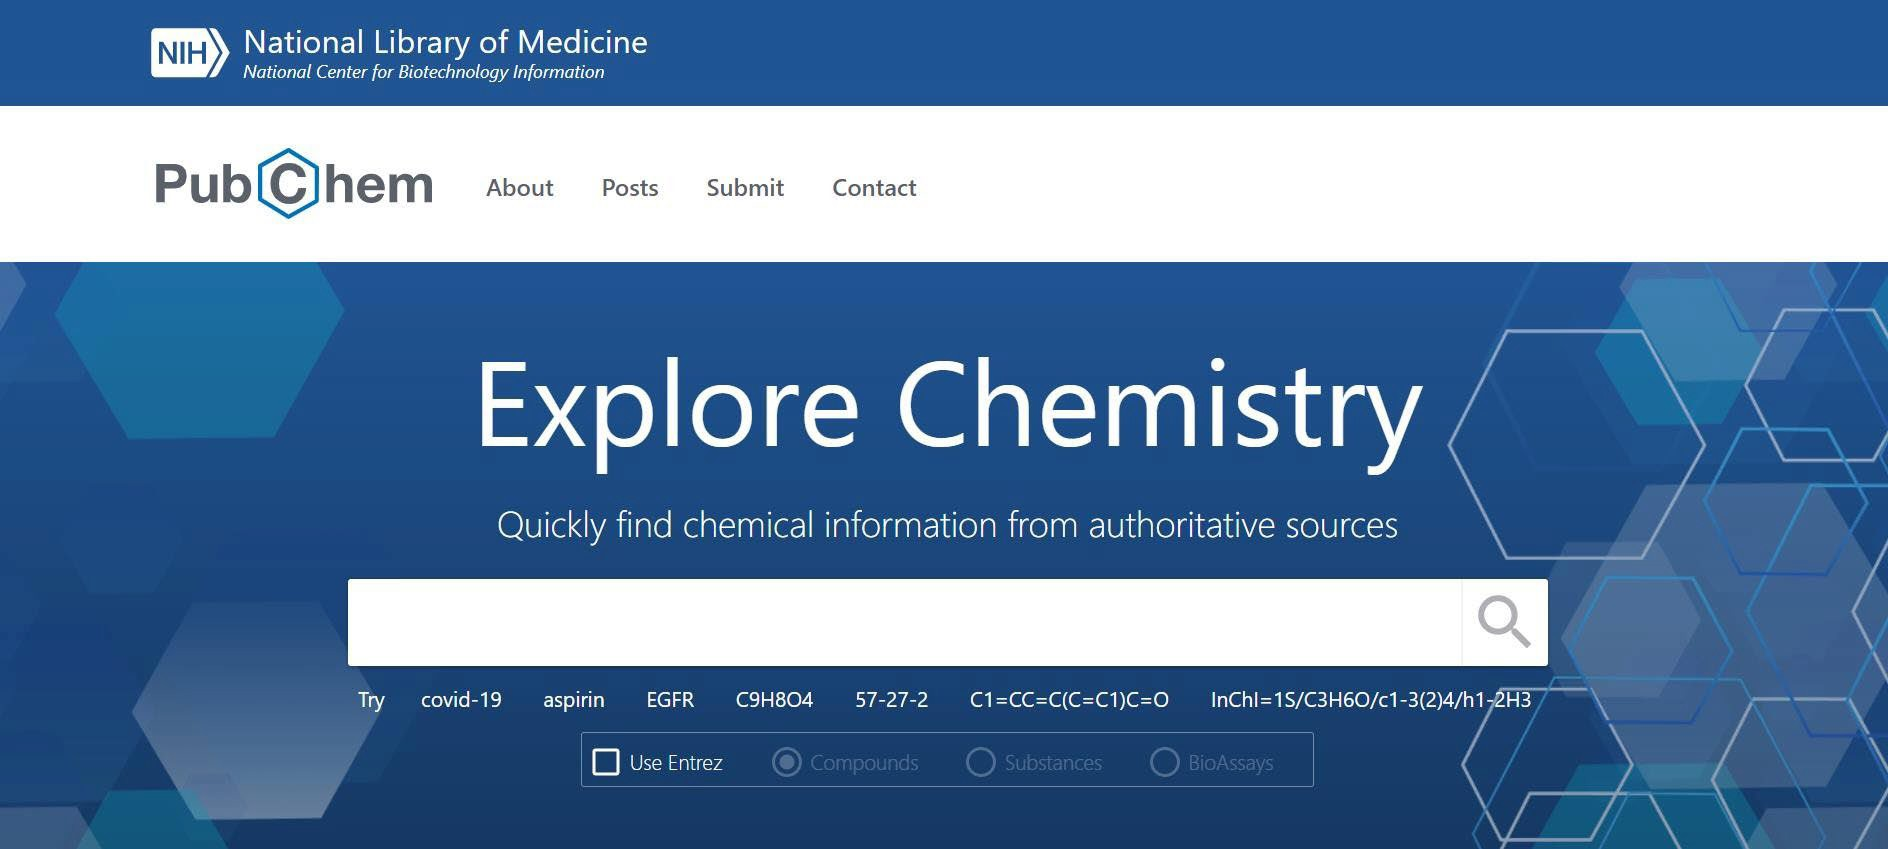 NIH National Library of Medicine
National Center for Biotechnology Information
PubChem About Posts Submit Contact
Explore Chemistry
Quickly find chemical information from authoritative sources
Try covid-19 aspirin EGFR C9H8O4 57-27-2 C1=CC=C(C=C1)C=O InChI=1S/C3H6O/c1-3(2)4/h1-2H3
Use Entrez Compounds Substances BioAssays